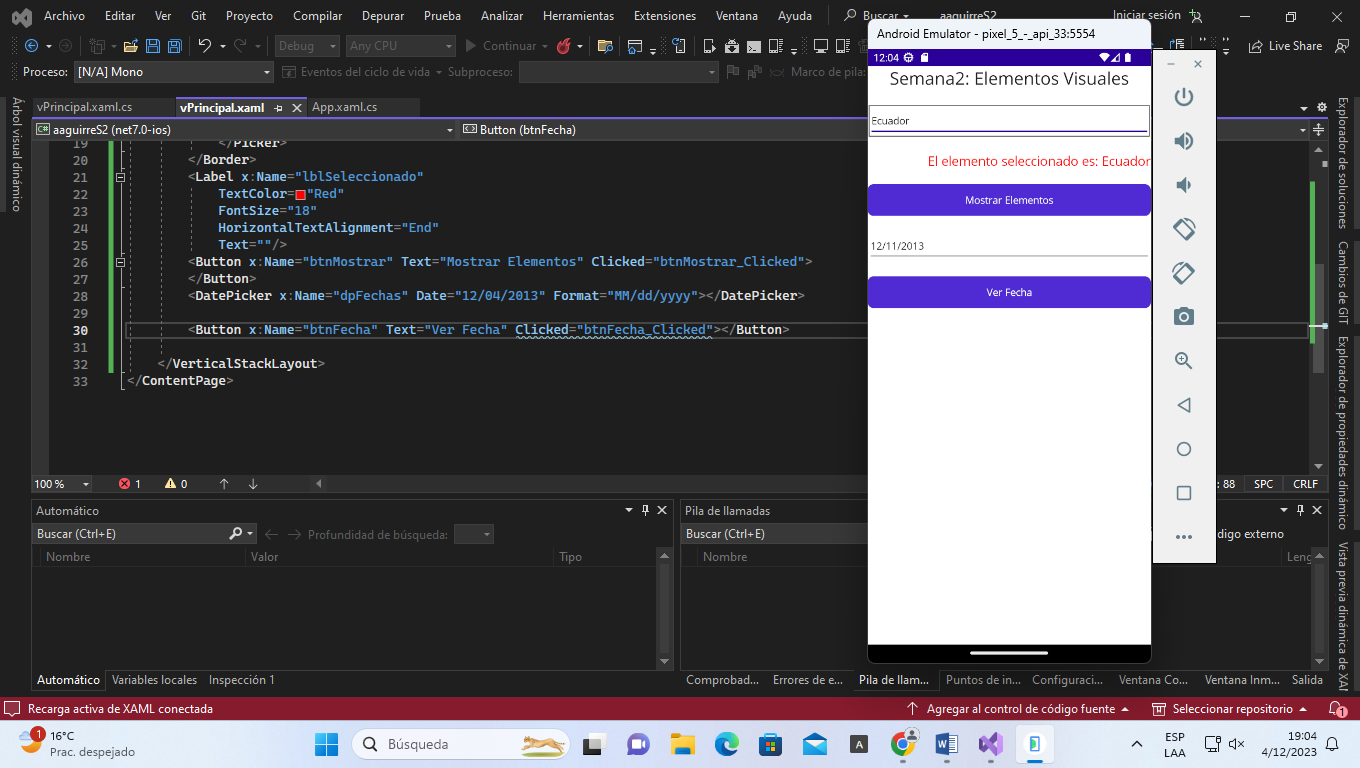 Archivo Editar Ver Git Proyecto Compilar Depurar Prueba Analizar Herramientas Extensiones Ventana Ayuda Buscar aaguirreS2 Iniciar sesión
Debug Any CPU Continuar Live Share
Proceso: [N/A] Mono Eventos del ciclo de vida Subproceso: Marco de pila:
vPrincipal.xaml.cs vPrincipal.xaml App.xaml.cs
aaguirreS2 (net7.0-ios) Button (btnFecha)
19 </Picker>
20 </Border>
21 <Label x:Name="lblSeleccionado"
22 TextColor="Red"
23 FontSize="18"
24 HorizontalTextAlignment="End"
25 Text=""/>
26 <Button x:Name="btnMostrar" Text="Mostrar Elementos" Clicked="btnMostrar_Clicked">
27 </Button>
28 <DatePicker x:Name="dpFechas" Date="12/04/2013" Format="MM/dd/yyyy"></DatePicker>
29
30 <Button x:Name="btnFecha" Text="Ver Fecha" Clicked="btnFecha_Clicked"></Button>
31
32 </VerticalStackLayout>
33 </ContentPage>
100 % 1 0 : 88 SPC CRLF
Android Emulator - pixel_5_-_api_33:5554
12:04
Semana2: Elementos Visuales
Ecuador
El elemento seleccionado es: Ecuador
Mostrar Elementos
12/11/2013
Ver Fecha
Árbol visual dinámico
Explorador de soluciones
Cambios de GIT
Explorador de propiedades dinámico
Vista previa dinámica de XAI
Automático
Buscar (Ctrl+E) Profundidad de búsqueda:
Nombre Valor Tipo
Pila de llamadas
Buscar (Ctrl+E) digo externo
Nombre Leng
Automático Variables locales Inspección 1
Comprobad... Errores de e... Pila de llam... Puntos de in... Configuraci... Ventana Co... Ventana Inm... Salida
Recarga activa de XAML conectada Agregar al control de código fuente Seleccionar repositorio 1
1 16°C
Prac. despejado
Búsqueda
ESP
LAA
19:04
4/12/2023